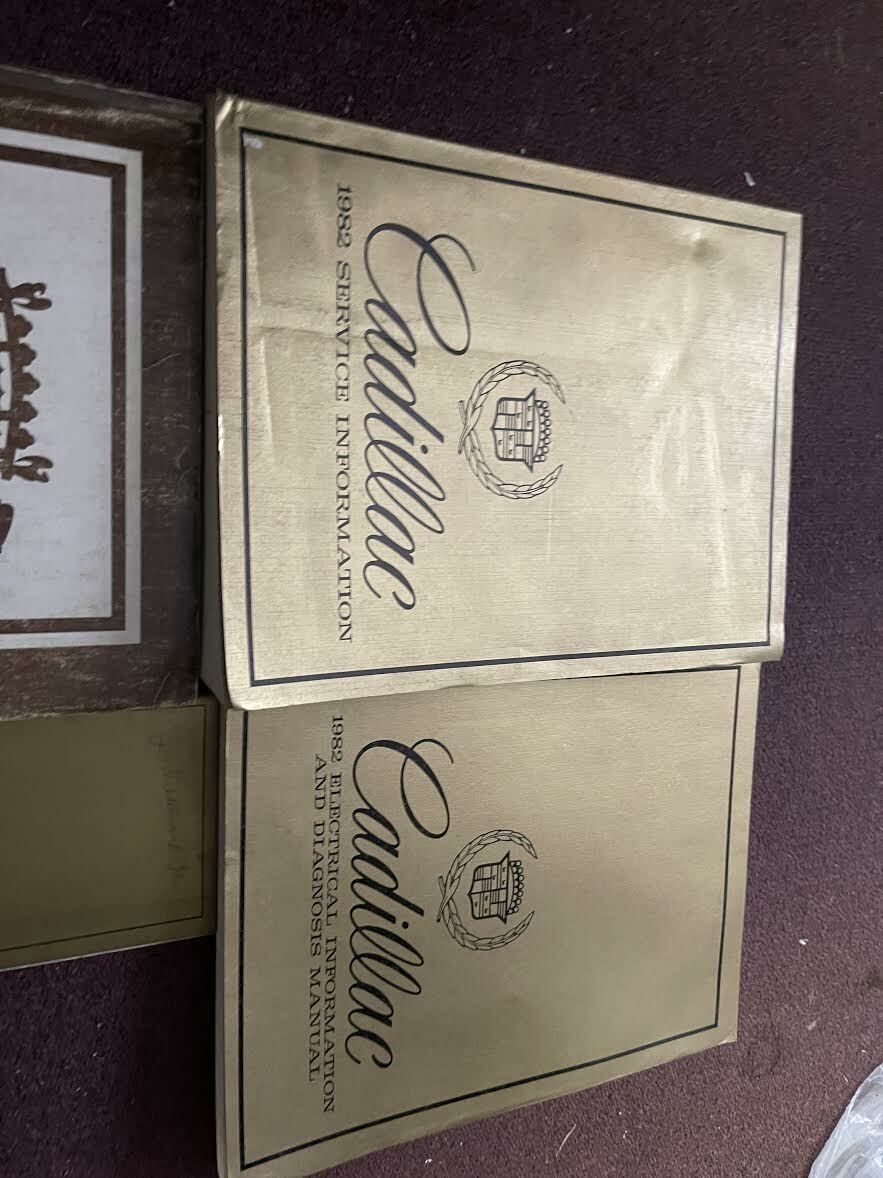 Cadillac
1982 SERVICE INFORMATION
Cadillac
1982 ELECTRICAL INFORMATION
AND DIAGNOSIS MANUAL